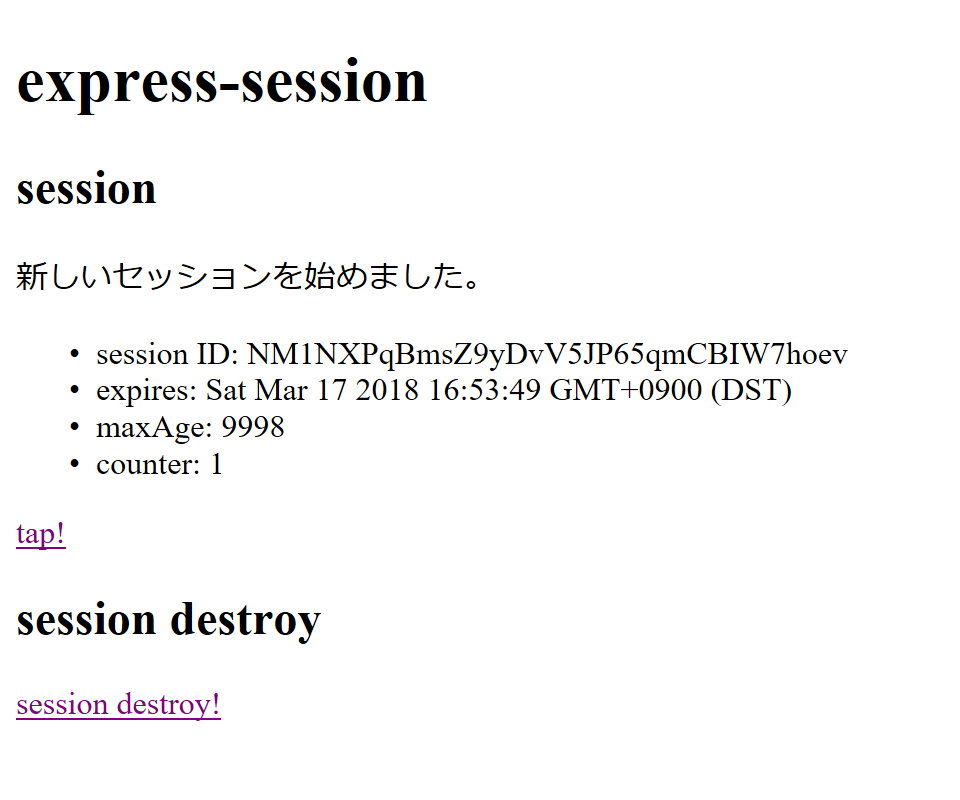 express-session
session
新しいセッションを始めました。
• session ID: NM1NXPqBmsZ9yDvV5JP65qmCBIW7hoev
• expires: Sat Mar 17 2018 16:53:49 GMT+0900 (DST)
• maxAge: 9998
• counter: 1
tap!
session destroy
session destroy!